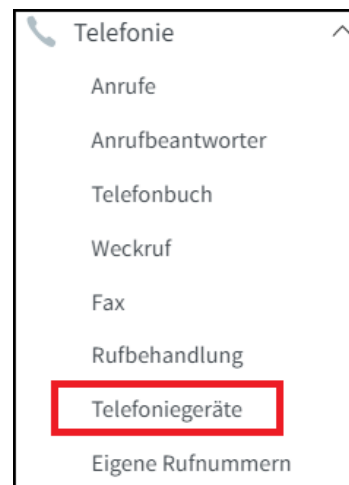 Telefonie
Anrufe
Anrufbeantworter
Telefonbuch
Weckruf
Fax
Rufbehandlung
Telefoniegeräte
Eigene Rufnummern